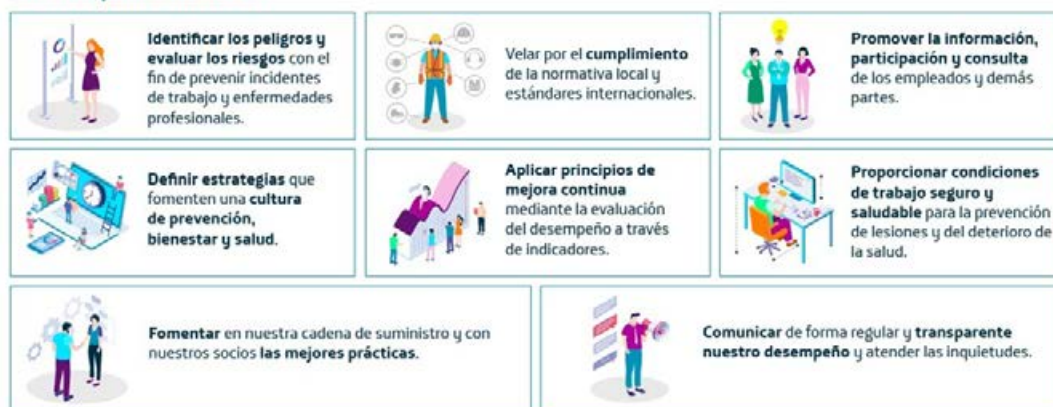 Identificar los peligros y
evaluar los riesgos con el
fin de prevenir incidentes
de trabajo y enfermedades
profesionales.
Velar por el cumplimiento
de la normativa local y
estándares internacionales.
Promover la información,
participación y consulta
de los empleados y demás
partes.
Definir estrategias que
fomenten una cultura
de prevención,
bienestar y salud.
Aplicar principios de
mejora continua
mediante la evaluación
del desempeño a través
de indicadores.
Proporcionar condiciones
de trabajo seguro y
saludable para la prevención
de lesiones y del deterioro de
la salud.
Fomentar en nuestra cadena de suministro y con
nuestros socios las mejores prácticas.
Comunicar de forma regular y transparente
nuestro desempeño y atender las inquietudes.